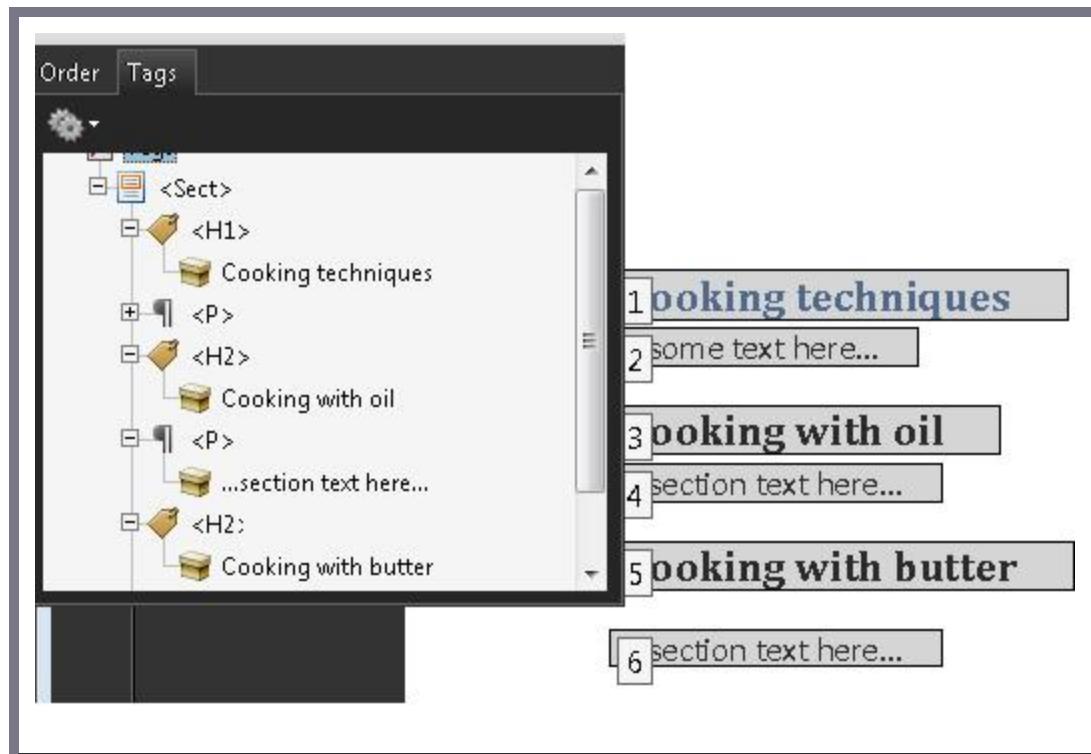 Order Tags
<Sect>
<H1>
Cooking techniques
<P>
<H2>
Cooking with oil
<P>
...section text here...
<H2>
Cooking with butter
1 ooking techniques
2 some text here...
3 ooking with oil
4 section text here...
5 ooking with butter
6 section text here...